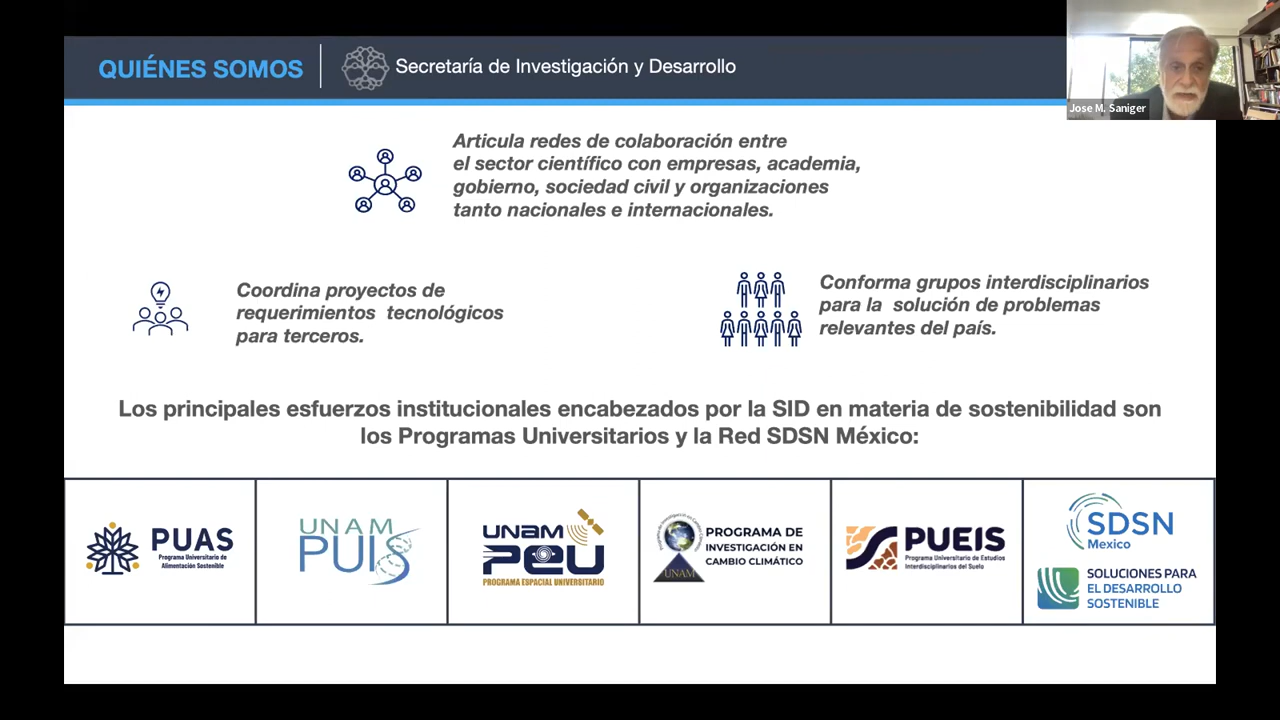 QUIÉNES SOMOS
Secretaría de Investigación y Desarrollo
Jose M. Saniger
Articula redes de colaboración entre
el sector científico con empresas, academia,
gobierno, sociedad civil y organizaciones
tanto nacionales e internacionales.
Coordina proyectos de
requerimientos tecnológicos
para terceros.
Conforma grupos interdisciplinarios
para la solución de problemas
relevantes del país.
Los principales esfuerzos institucionales encabezados por la SID en materia de sostenibilidad son
los Programas Universitarios y la Red SDSN México:
PUAS
Programa Universitario de
Alimentación Sostenible
UNAM
PUIS
UNAM
PEU
PROGRAMA ESPACIAL UNIVERSITARIO
UNAM
PROGRAMA DE
INVESTIGACIÓN EN
CAMBIO CLIMÁTICO
PUEIS
Programa Universitario de Estudios
Interdisciplinarios del Suelo
SDSN
Mexico
SOLUCIONES PARA
EL DESARROLLO
SOSTENIBLE